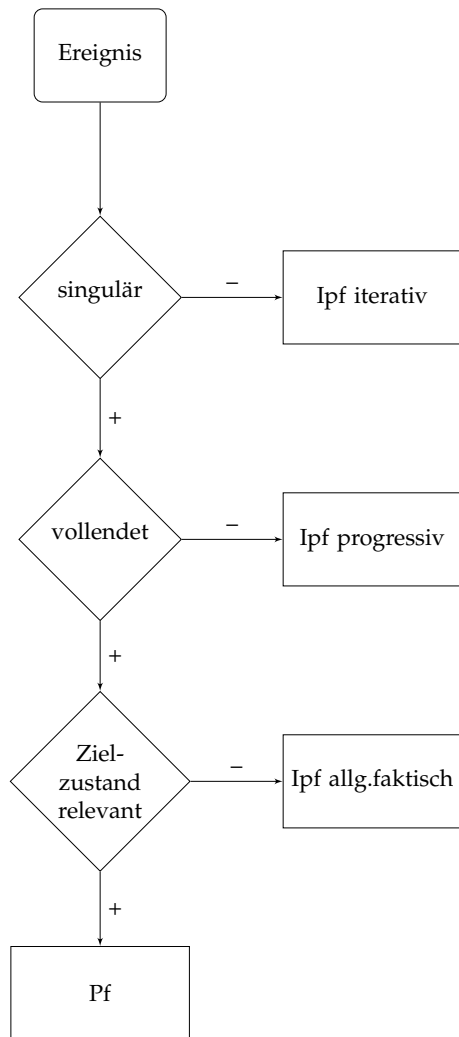 Ereignis
singulär
–
Ipf iterativ
+
vollendet
–
Ipf progressiv
+
Ziel-
zustand
relevant
–
Ipf allg.faktisch
+
Pf